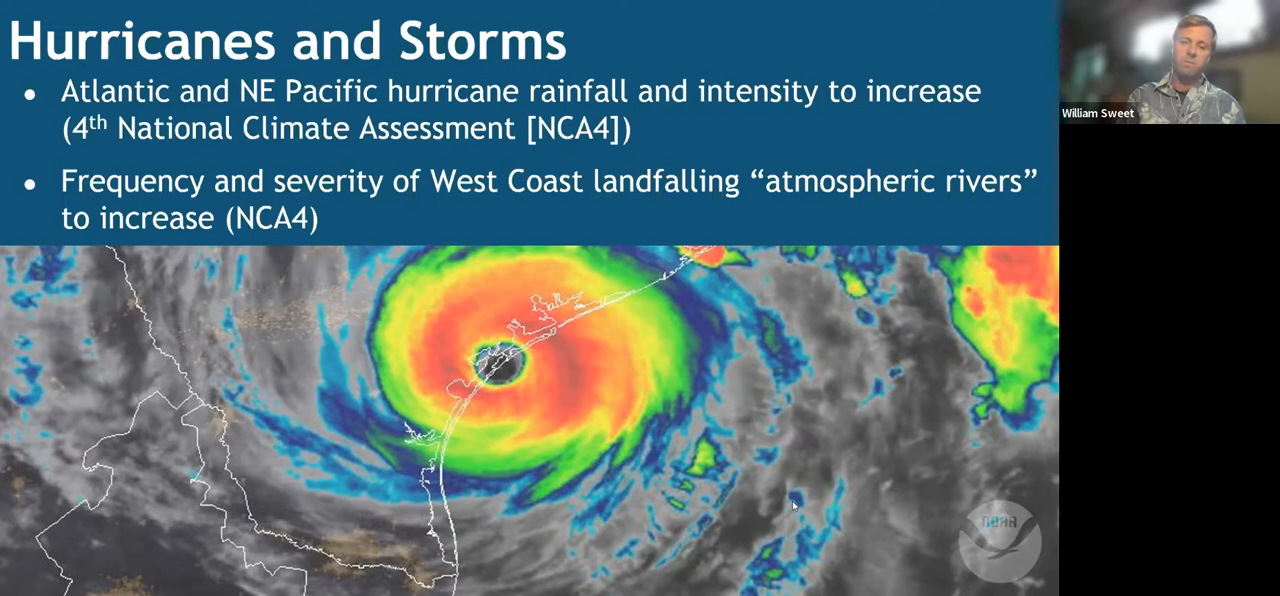 Hurricanes and Storms
● Atlantic and NE Pacific hurricane rainfall and intensity to increase
(4th National Climate Assessment [NCA4])
● Frequency and severity of West Coast landfalling “atmospheric rivers”
to increase (NCA4)
William Sweet
NOAA